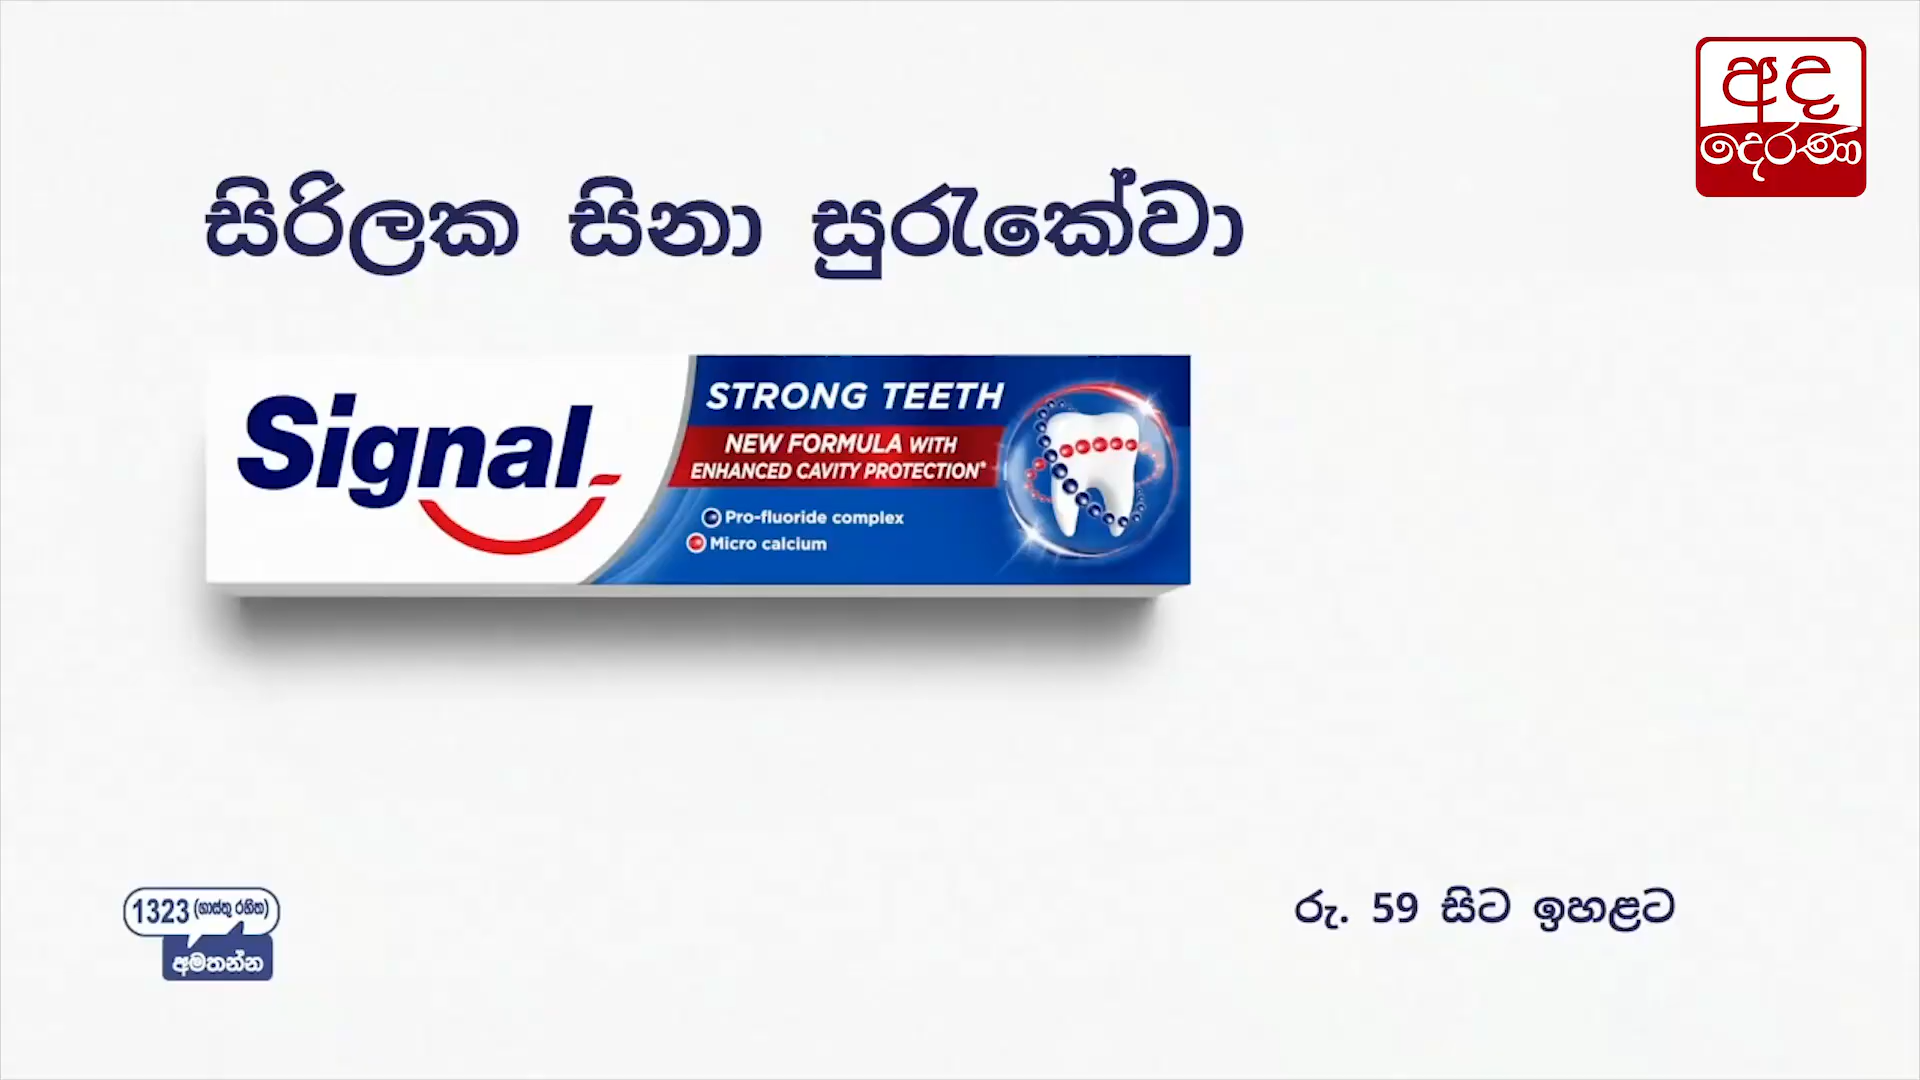 අද
දෙරණ
සිරිලක සිනා සුරැකේවා
Signal
STRONG TEETH
NEW FORMULA WITH
ENHANCED CAVITY PROTECTION*
Pro-fluoride complex
Micro calcium
1323 (ගාස්තු රහිත)
අමතන්න
රු. 59 සිට ඉහළට